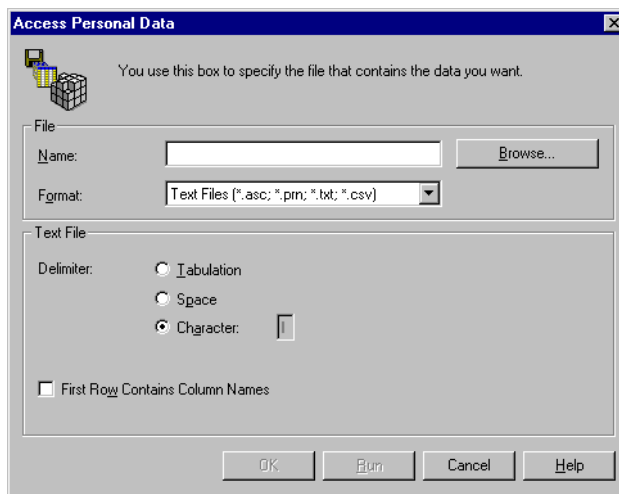 Access Personal Data
You use this box to specify the file that contains the data you want.
File
Name:
Browse...
Format:
Text Files (*.asc; *.prn; *.txt; *.csv)
Text File
Delimiter:
Tabulation
Space
Character:
First Row Contains Column Names
OK
Run
Cancel
Help